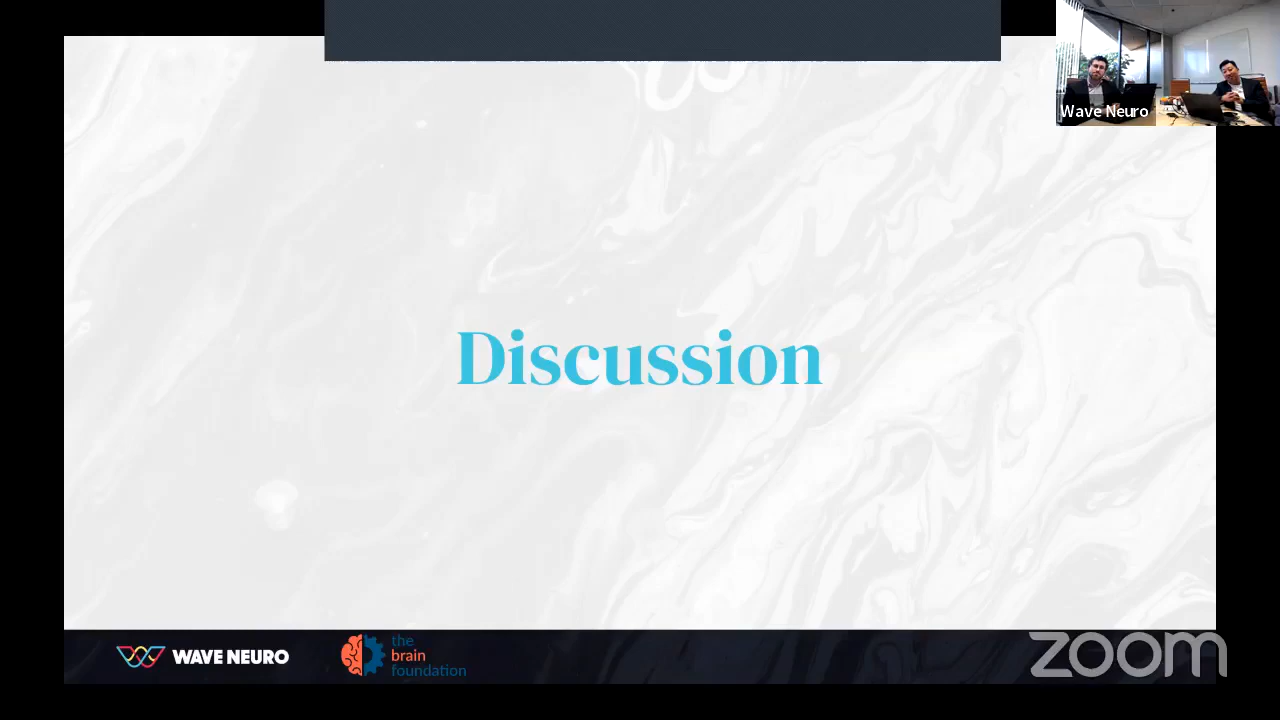 Wave Neuro
Discussion
WAVE NEURO
the
brain
foundation
zoom